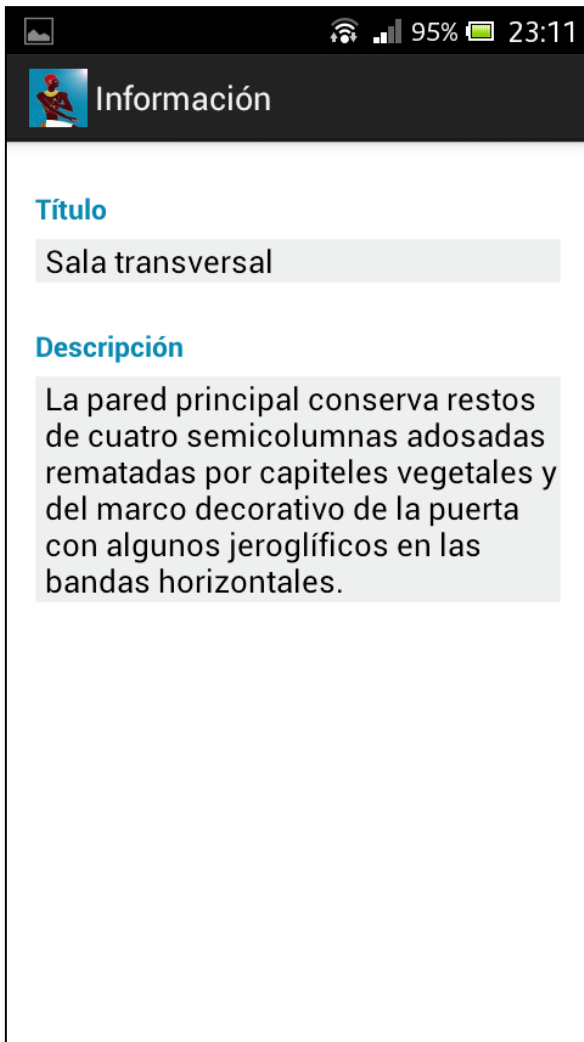 95% 23:11
Información
Título
Sala transversal
Descripción
La pared principal conserva restos
de cuatro semicolumnas adosadas
rematadas por capiteles vegetales y
del marco decorativo de la puerta
con algunos jeroglíficos en las
bandas horizontales.